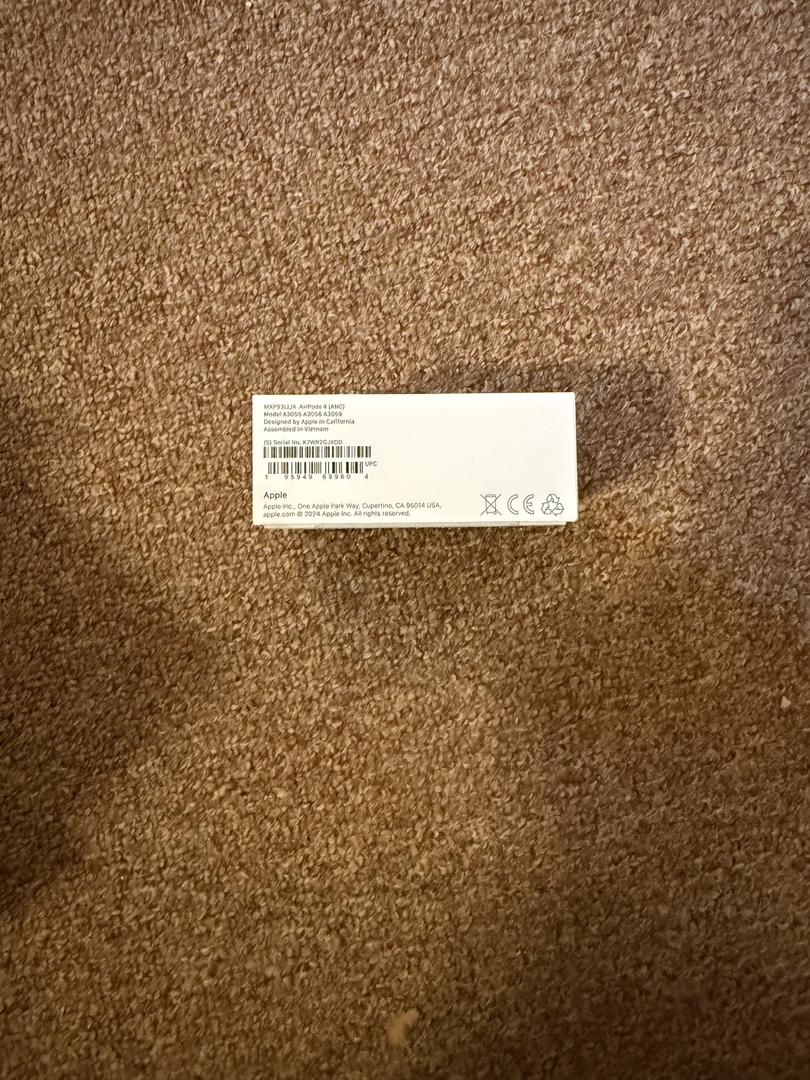 MXP93LL/A AirPods 4 (ANC)
Model A3055 A3056 A3059
Designed by Apple in California
Assembled in Vietnam
(S) Serial No.
UPC
1 95949 68960 4
Apple
Apple Inc., One Apple Park Way, Cupertino, CA 95014 USA,
apple.com © 2024 Apple Inc. All rights reserved.
CE